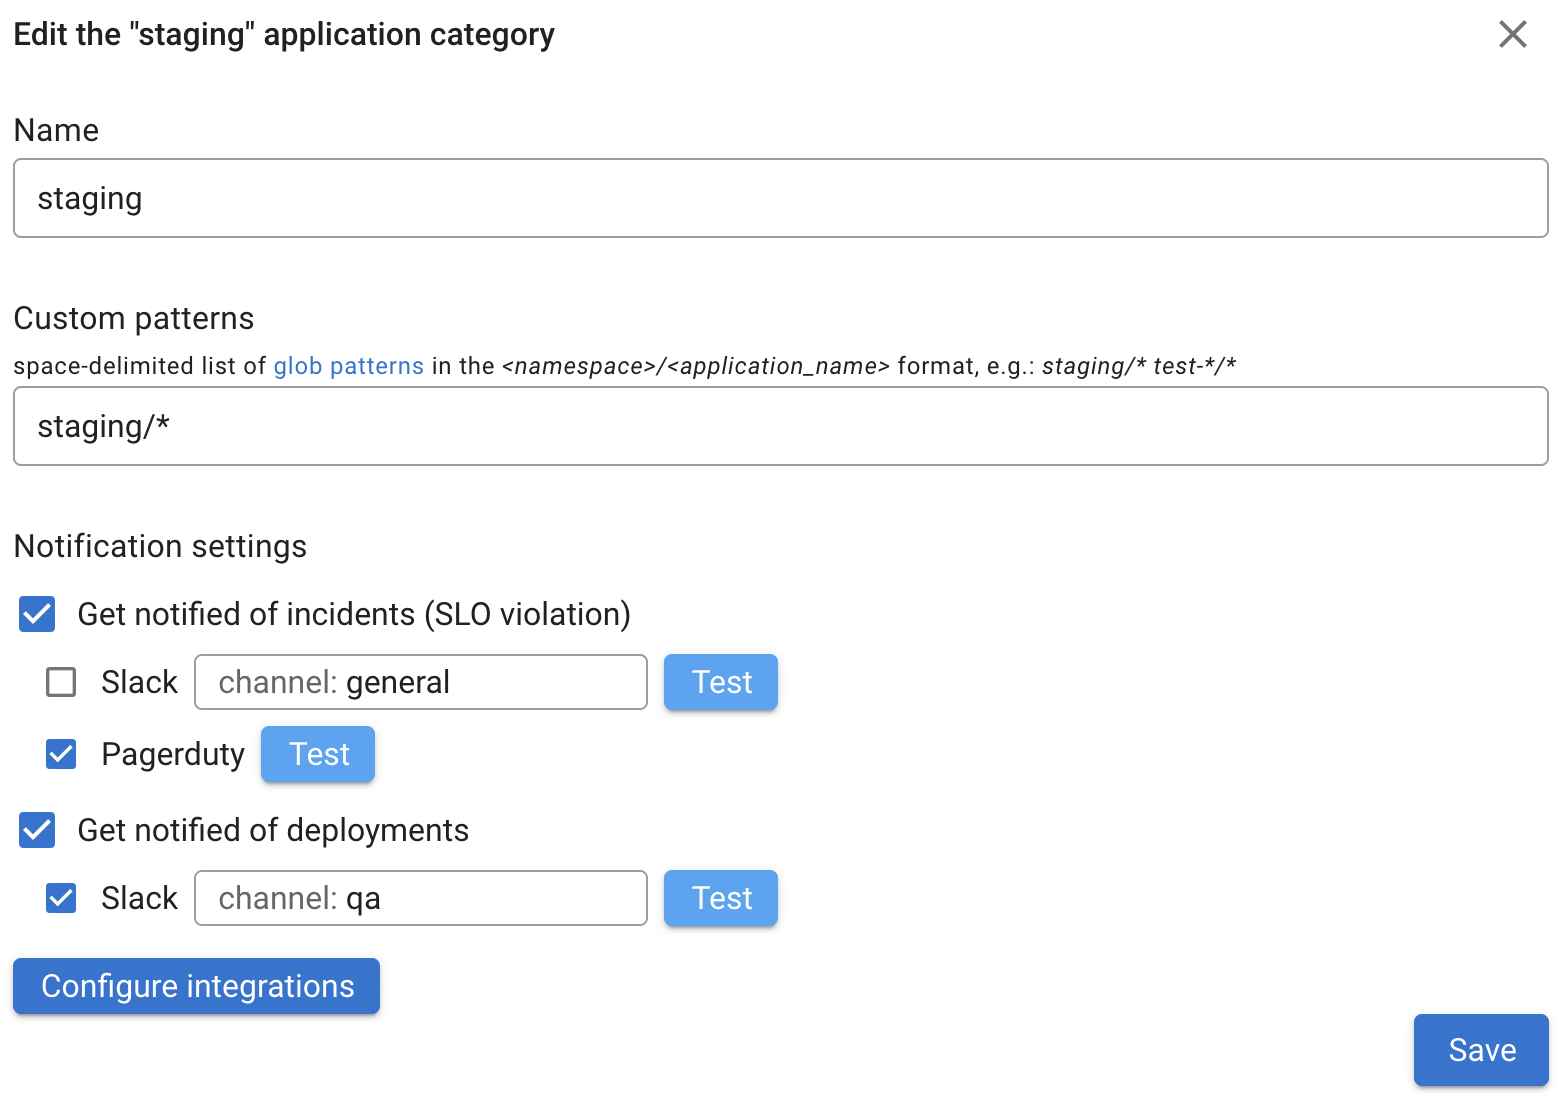 Edit the "staging" application category
Name
staging
Custom patterns
space-delimited list of glob patterns in the <namespace>/<application_name> format, e.g.: staging/* test-*/*
staging/*
Notification settings
Get notified of incidents (SLO violation)
Slack channel: general Test
Pagerduty Test
Get notified of deployments
Slack channel: qa Test
Configure integrations
Save